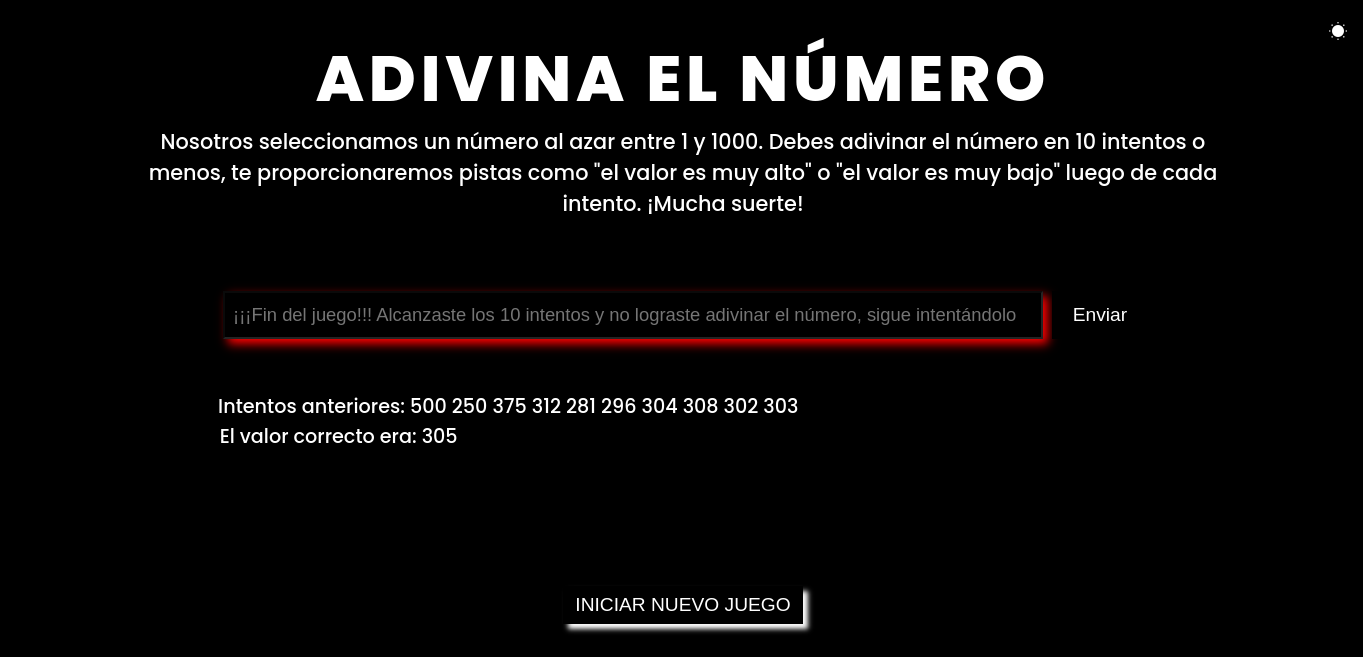 ADIVINA EL NÚMERO
Nosotros seleccionamos un número al azar entre 1 y 1000. Debes adivinar el número en 10 intentos o
menos, te proporcionaremos pistas como "el valor es muy alto" o "el valor es muy bajo" luego de cada
intento. ¡Mucha suerte!
¡¡¡Fin del juego!!! Alcanzaste los 10 intentos y no lograste adivinar el número, sigue intentándolo
Enviar
Intentos anteriores: 500 250 375 312 281 296 304 308 302 303
El valor correcto era: 305
INICIAR NUEVO JUEGO